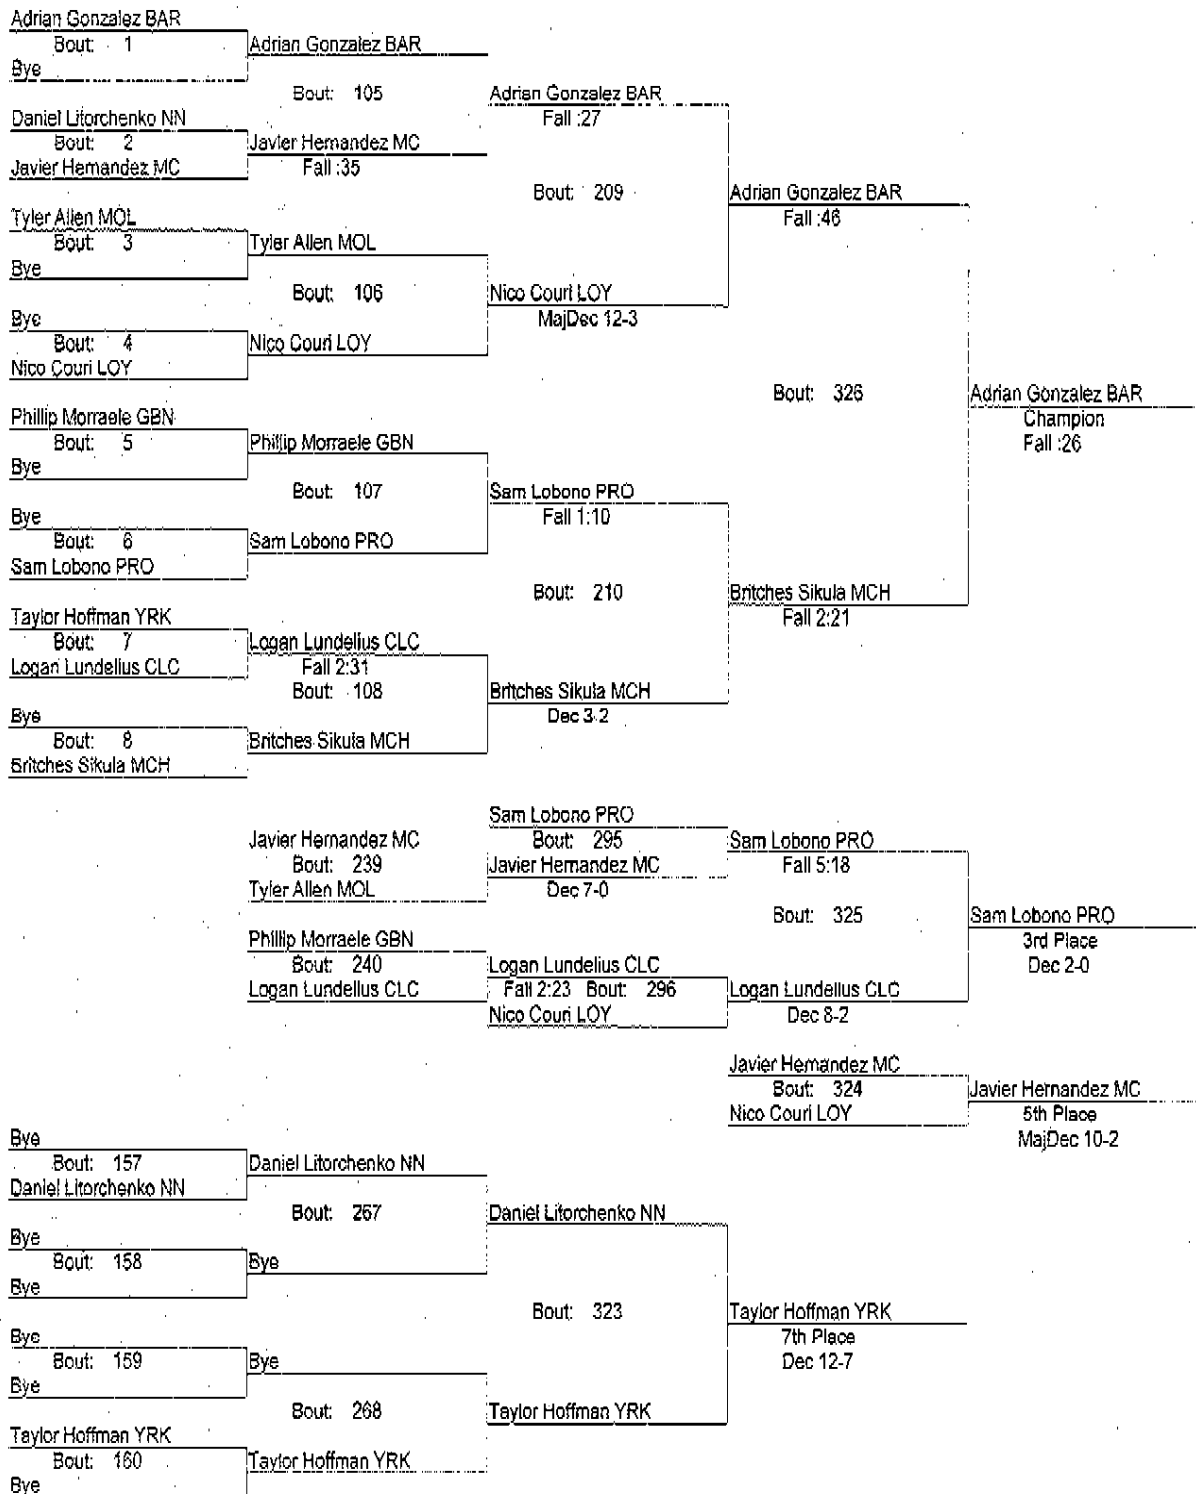 Adrian Gonzalez BAR
Bout: 1
Adrian Gonzalez BAR
Bye
Bout: 105
Adrian Gonzalez BAR
Fall :27
Daniel Litorchenko NN
Bout: 2
Javier Hernandez MC
Javier Hernandez MC
Fall :35
Bout: 209
Adrian Gonzalez BAR
Fall :46
Tyler Allen MOL
Bout: 3
Tyler Allen MOL
Bye
Bout: 106
Nico Couri LOY
MajDec 12-3
Bye
Bout: 4
Nico Couri LOY
Nico Couri LOY
Bout: 326
Adrian Gonzalez BAR
Champion
Fall :26
Phillip Morraele GBN
Bout: 5
Phillip Morraele GBN
Bye
Bout: 107
Sam Lobono PRO
Fall 1:10
Bye
Bout: 6
Sam Lobono PRO
Sam Lobono PRO
Bout: 210
Britches Sikula MCH
Fall 2:21
Taylor Hoffman YRK
Bout: 7
Logan Lundelius CLC
Logan Lundelius CLC
Fall 2:31
Bout: 108
Britches Sikula MCH
Dec 3-2
Bye
Bout: 8
Britches Sikula MCH
Britches Sikula MCH
Sam Lobono PRO
Javier Hernandez MC
Bout: 295
Sam Lobono PRO
Bout: 239
Javier Hernandez MC
Fall 5:18
Tyler Allen MOL
Dec 7-0
Bout: 325
Sam Lobono PRO
3rd Place
Dec 2-0
Phillip Morraele GBN
Bout: 240
Logan Lundelius CLC
Logan Lundelius CLC
Fall 2:23 Bout: 296
Logan Lundelius CLC
Nico Couri LOY
Dec 8-2
Javier Hernandez MC
Bout: 324
Javier Hernandez MC
Nico Couri LOY
5th Place
MajDec 10-2
Bye
Bout: 157
Daniel Litorchenko NN
Daniel Litorchenko NN
Bout: 267
Daniel Litorchenko NN
Bye
Bout: 158
Bye
Bye
Bout: 323
Taylor Hoffman YRK
7th Place
Dec 12-7
Bye
Bout: 159
Bye
Bye
Bout: 268
Taylor Hoffman YRK
Taylor Hoffman YRK
Bout: 160
Taylor Hoffman YRK
Bye